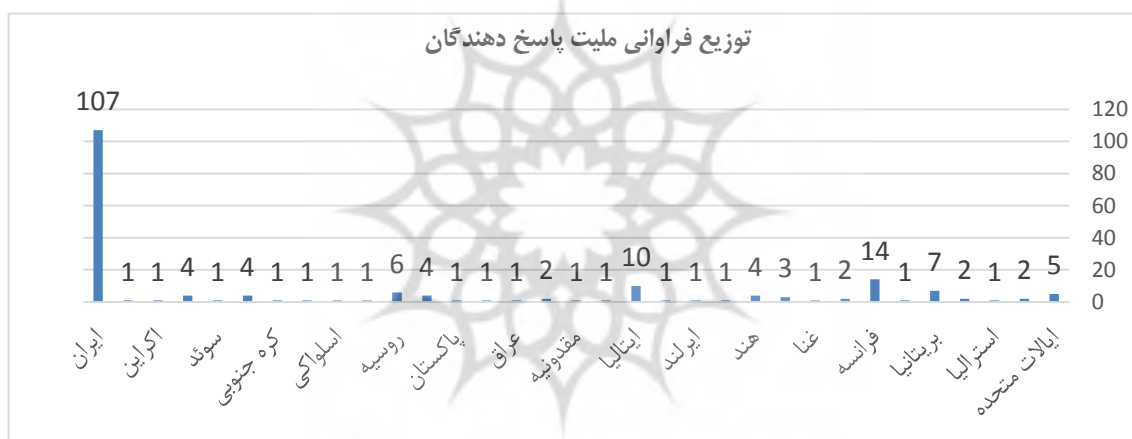 توزیع فراوانی ملیت پاسخ دهندگان
107 1 1 4 1 4 1 1 1 1 6 4 1 1 1 2 1 1 10 1 1 1 4 3 1 2 14 1 7 2 1 2 5
120
100
80
60
40
20
0
ایالات متحده
استرالیا
بریتانیا
فرانسه
غنا
هند
ایرلند
ایتالیا
مقدونیه
عراق
پاکستان
روسیه
اسلواکی
کره جنوبی
سوئد
اکراین
ایران